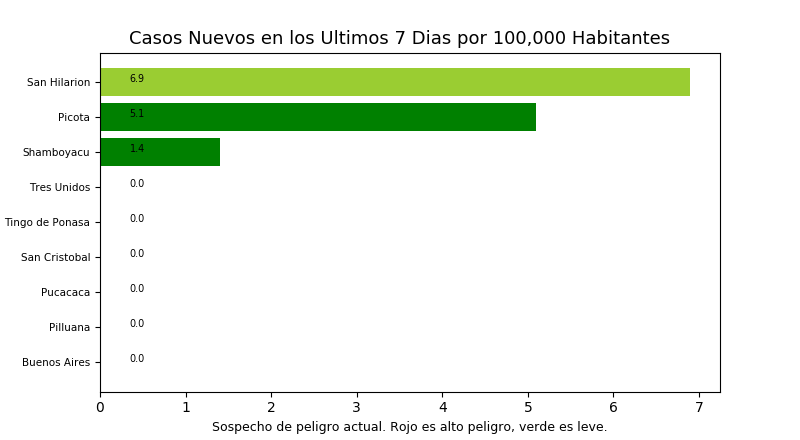 Casos Nuevos en los Ultimos 7 Dias por 100,000 Habitantes
San Hilarion 6.9
Picota 5.1
Shamboyacu 1.4
Tres Unidos 0.0
Tingo de Ponasa 0.0
San Cristobal 0.0
Pucacaca 0.0
Pilluana 0.0
Buenos Aires 0.0
0 1 2 3 4 5 6 7
Sospecho de peligro actual. Rojo es alto peligro, verde es leve.